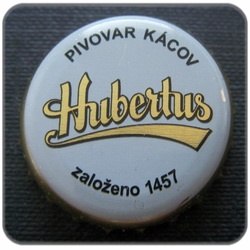 PIVOVAR KÁCOV
Hubertus
založeno 1457